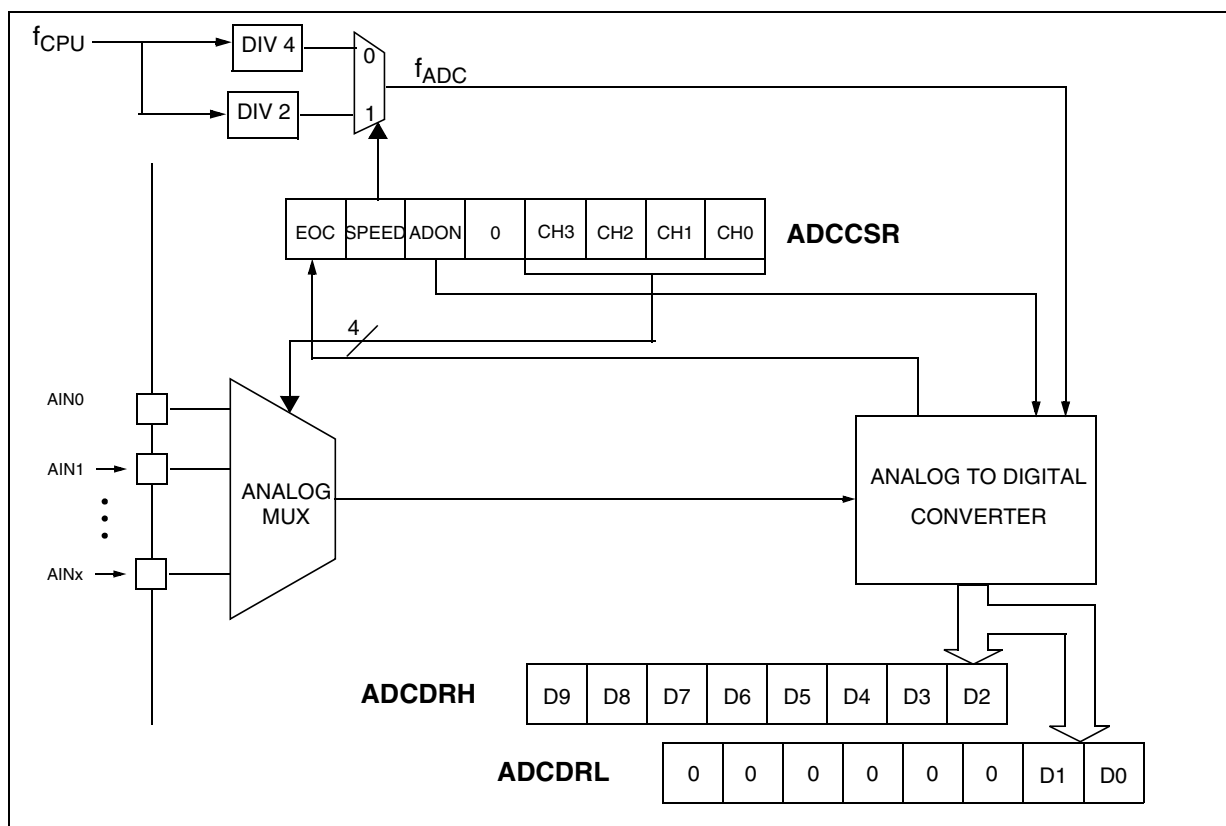 fCPU
DIV 4
0
fADC
DIV 2
1
EOC SPEED ADON 0 CH3 CH2 CH1 CH0
ADCCSR
4
AIN0
AIN1
ANALOG
MUX
ANALOG TO DIGITAL
CONVERTER
AINx
ADCDRH
D9 D8 D7 D6 D5 D4 D3 D2
ADCDRL
0 0 0 0 0 0 D1 D0